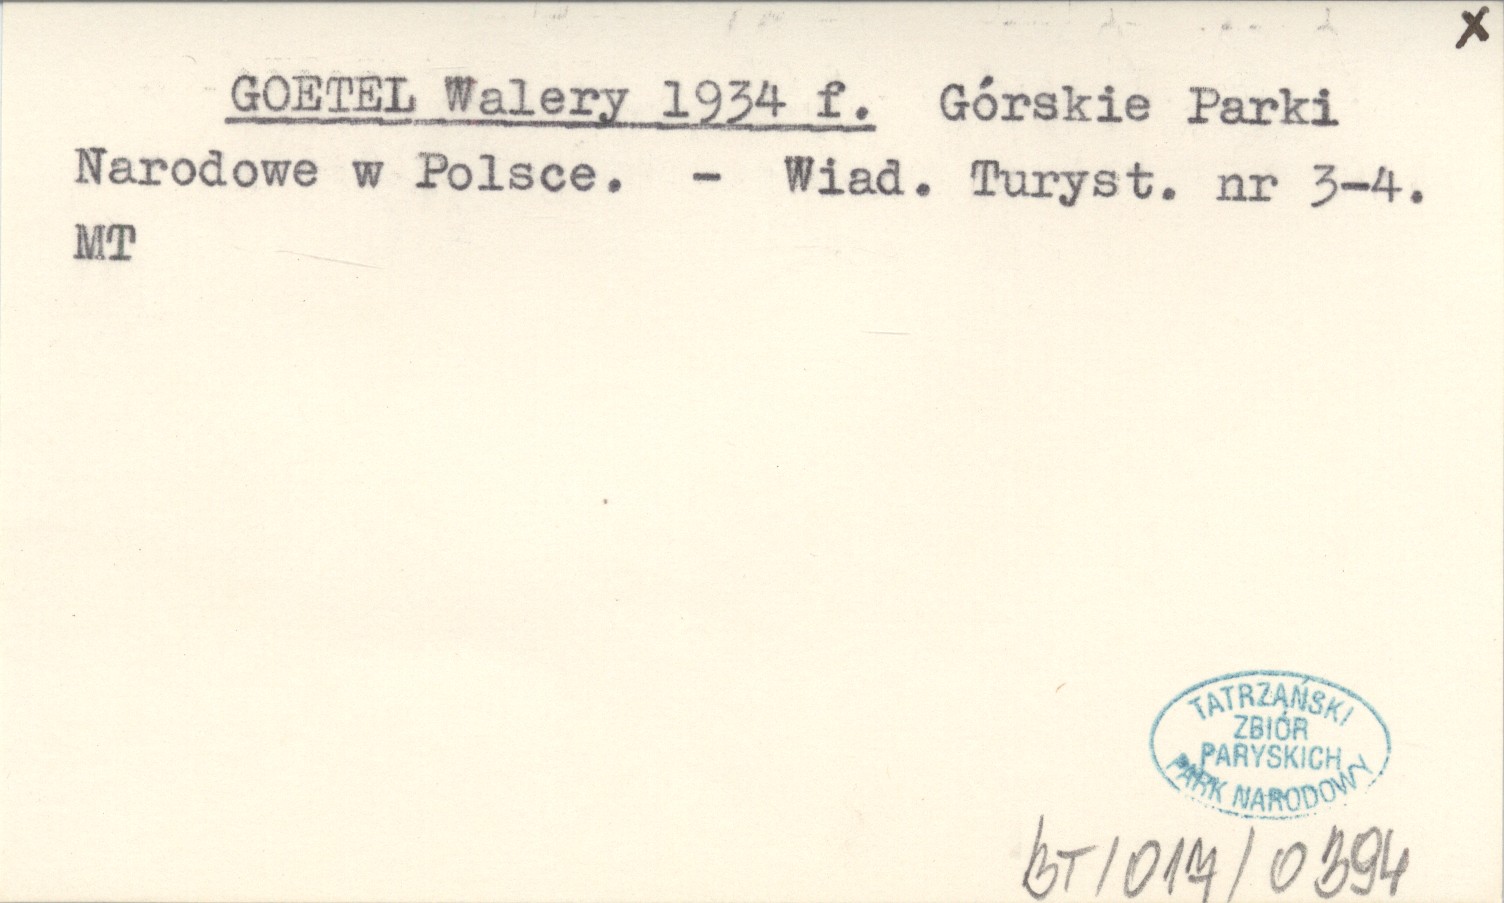 x
GOETEL Walery 1934 f. Górskie Parki
Narodowe w Polsce. - Wiad. Turyst. nr 3-4.
MT
TATRZAŃSKI
ZBIÓR
PARYSKICH
PARK NARODOWY
BT/017/0394